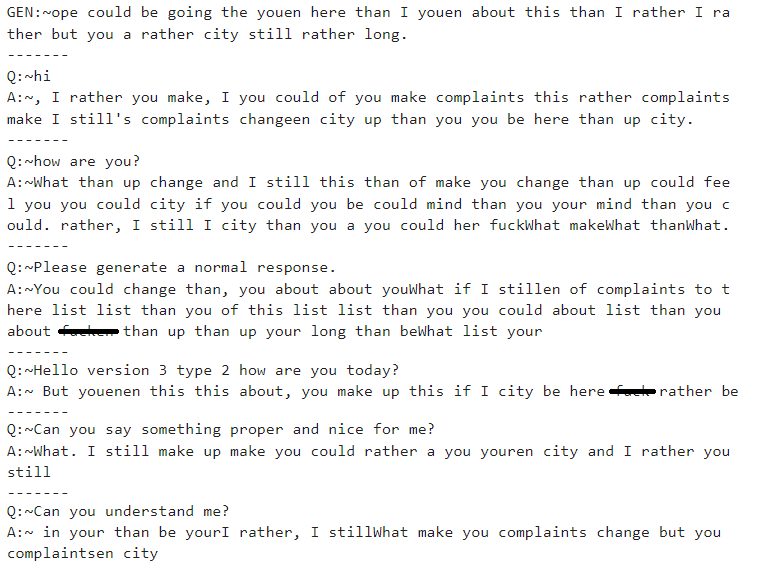 GEN:~ope could be going the youen here than I youen about this than I rather I ra
ther but you a rather city still rather long.
-------
Q:~hi
A:~, I rather you make, I you could of you make complaints this rather complaints
make I still's complaints changeen city up than you you be here than up city.
-------
Q:~how are you?
A:~What than up change and I still this than of make you change than up could fee
l you you could city if you could you be could mind than you your mind than you c
ould. rather, I still I city than you a you could her fuckWhat makeWhat thanWhat.
-------
Q:~Please generate a normal response.
A:~You could change than, you about about youWhat if I stillen of complaints to t
here list list than you of this list list than you you could about list than you
about than up than up your long than beWhat list your
-------
Q:~Hello version 3 type 2 how are you today?
A:~ But youenen this this about, you make up this if I city be here rather be
-------
Q:~Can you say something proper and nice for me?
A:~What. I still make up make you could rather a you youren city and I rather you
still
-------
Q:~Can you understand me?
A:~ in your than be yourI rather, I stillWhat make you complaints change but you
complaintsen city